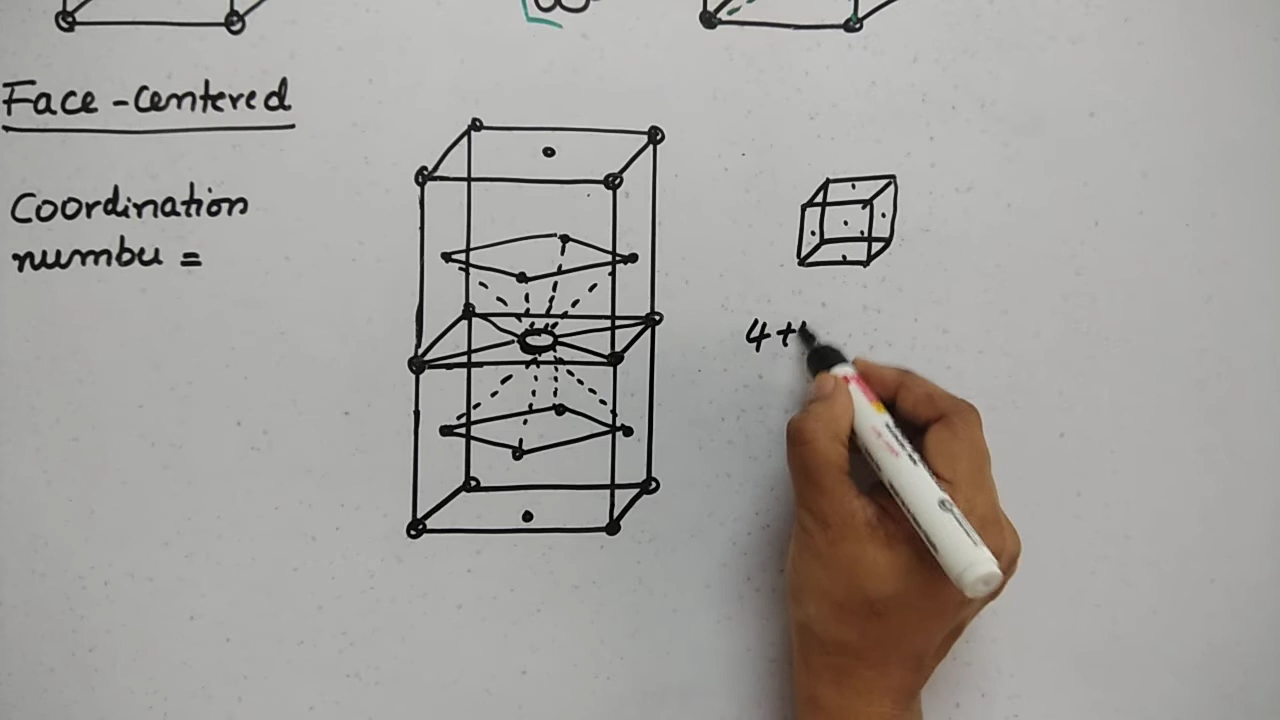 Face-centered
Coordination
numbu =
4 +